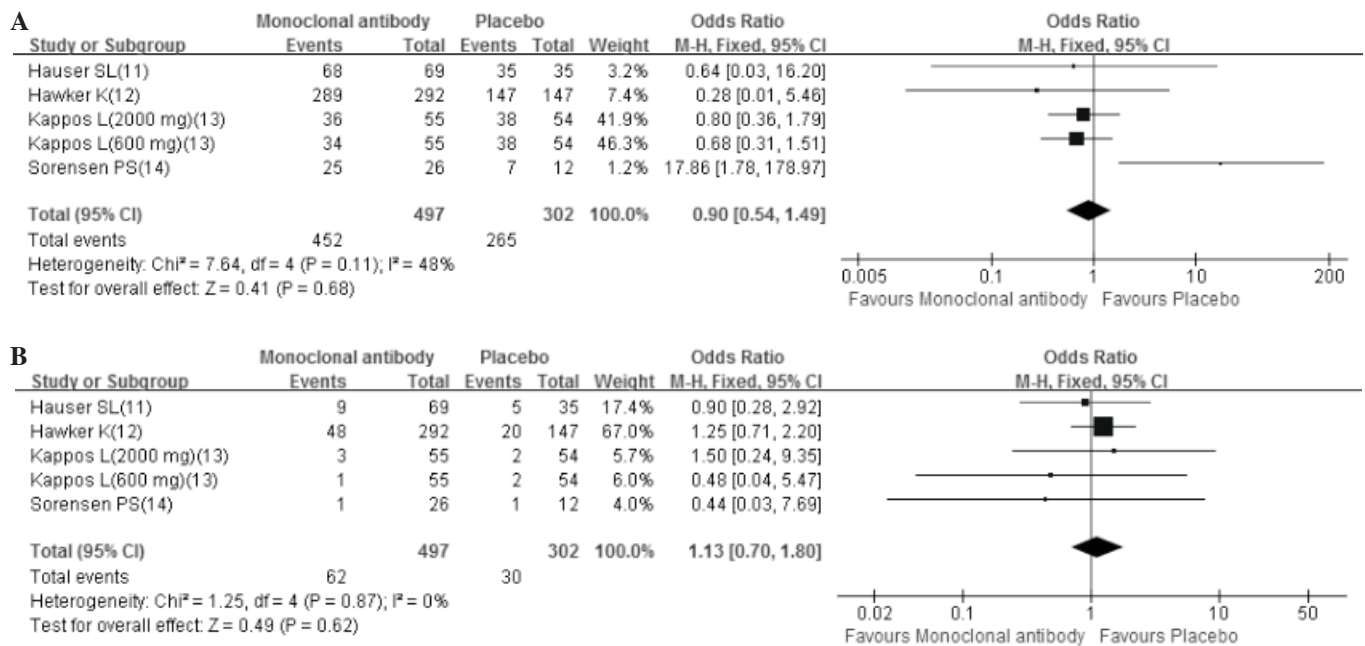 A
Monoclonal antibody Placebo Odds Ratio Odds Ratio
Study or Subgroup Events Total Events Total Weight M-H, Fixed, 95% CI M-H, Fixed, 95% CI
Hauser SL(11) 68 69 35 35 3.2% 0.64 [0.03, 16.20]
Hawker K(12) 289 292 147 147 7.4% 0.28 [0.01, 5.46]
Kappos L(2000 mg)(13) 36 55 38 54 41.9% 0.80 [0.36, 1.79]
Kappos L(600 mg)(13) 34 55 38 54 46.3% 0.68 [0.31, 1.51]
Sorensen PS(14) 25 26 7 12 1.2% 17.86 [1.78, 178.97]
Total (95% CI) 497 302 100.0% 0.90 [0.54, 1.49]
Total events 452 265
Heterogeneity: Chi² = 7.64, df = 4 (P = 0.11); I² = 48%
Test for overall effect: Z = 0.41 (P = 0.68)
0.005 0.1 1 10 200
Favours Monoclonal antibody Favours Placebo
B
Monoclonal antibody Placebo Odds Ratio Odds Ratio
Study or Subgroup Events Total Events Total Weight M-H, Fixed, 95% CI M-H, Fixed, 95% CI
Hauser SL(11) 9 69 5 35 17.4% 0.90 [0.28, 2.92]
Hawker K(12) 48 292 20 147 67.0% 1.25 [0.71, 2.20]
Kappos L(2000 mg)(13) 3 55 2 54 5.7% 1.50 [0.24, 9.35]
Kappos L(600 mg)(13) 1 55 2 54 6.0% 0.48 [0.04, 5.47]
Sorensen PS(14) 1 26 1 12 4.0% 0.44 [0.03, 7.69]
Total (95% CI) 497 302 100.0% 1.13 [0.70, 1.80]
Total events 62 30
Heterogeneity: Chi² = 1.25, df = 4 (P = 0.87); I² = 0%
Test for overall effect: Z = 0.49 (P = 0.62)
0.02 0.1 1 10 50
Favours Monoclonal antibody Favours Placebo